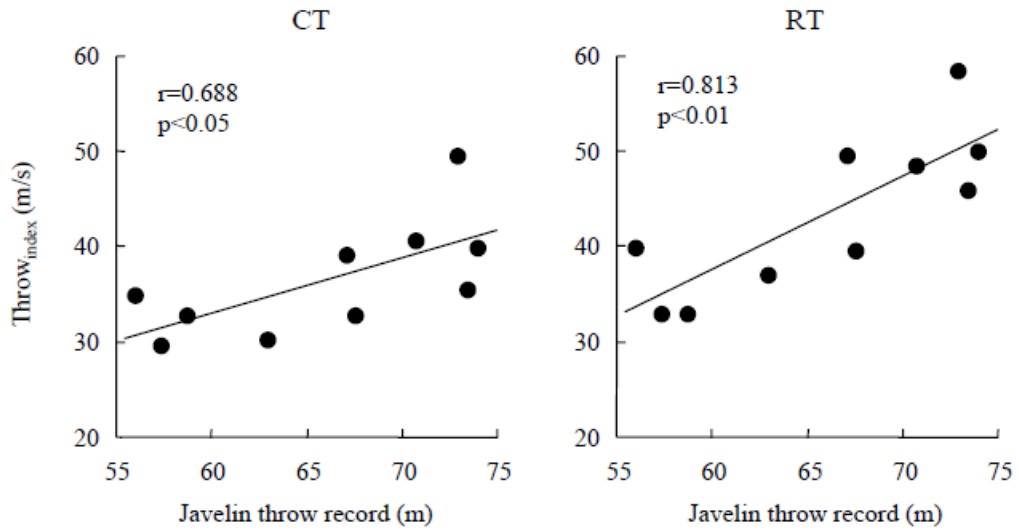 CT
RT
60
50
40
30
20
r=0.688
p<0.05
Throwindex (m/s)
55
60
65
70
75
Javelin throw record (m)
60
50
40
30
20
r=0.813
p<0.01
55
60
65
70
75
Javelin throw record (m)